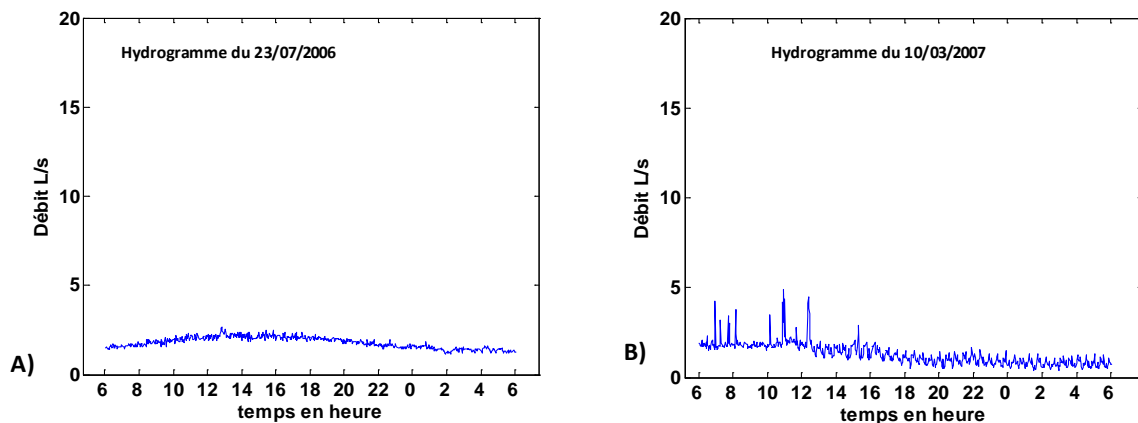 20
15
10
5
0
Débit L/s
Hydrogramme du 23/07/2006
6 8 10 12 14 16 18 20 22 0 2 4 6
temps en heure
A)
20
15
10
5
0
Débit L/s
Hydrogramme du 10/03/2007
6 8 10 12 14 16 18 20 22 0 2 4 6
temps en heure
B)